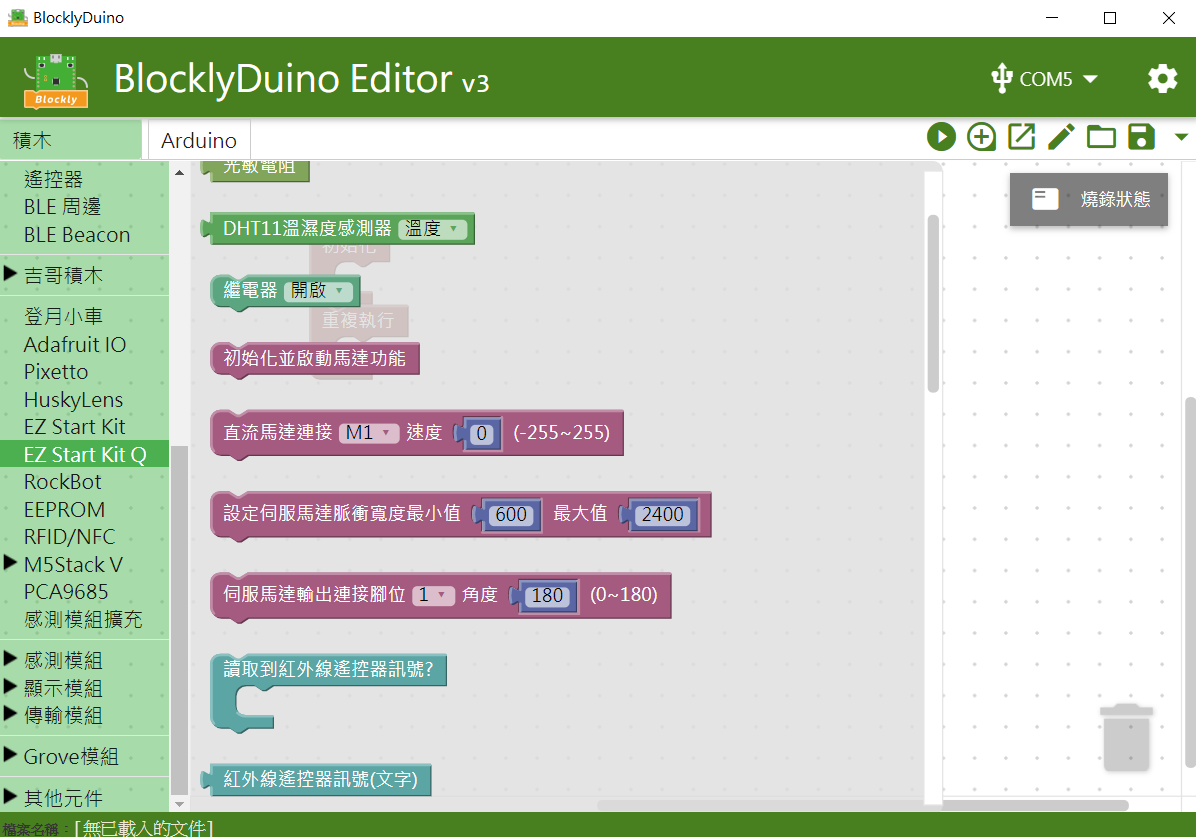 BlocklyDuino
Blockly
BlocklyDuino Editor v3
COM5
積木
Arduino
遙控器
BLE 周邊
BLE Beacon
吉哥積木
登月小車
Adafruit IO
Pixetto
HuskyLens
EZ Start Kit
EZ Start Kit Q
RockBot
EEPROM
RFID/NFC
M5Stack V
PCA9685
感測模組擴充
感測模組
顯示模組
傳輸模組
Grove模組
其他元件
光敏電阻
DHT11溫濕度感測器 溫度
初始化
繼電器 開啟
重複執行
初始化並啟動馬達功能
直流馬達連接 M1 速度 0 (-255~255)
設定伺服馬達脈衝寬度最小值 600 最大值 2400
伺服馬達輸出連接腳位 1 角度 180 (0~180)
讀取到紅外線遙控器訊號?
紅外線遙控器訊號(文字)
燒錄狀態
檔案名稱：[無已載入的文件]